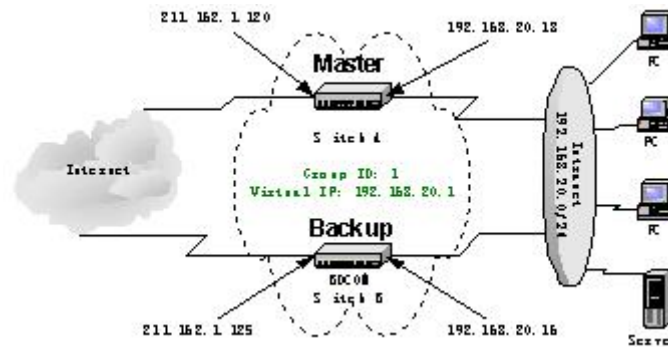 211.162.1.120
192.168.20.18
Master
PC
Switch A
Internet
Group ID: 1
Virtual IP: 192.168.20.1
Intranet
192.168.20.0/24
PC
PC
Backup
BDCOM
Switch B
211.162.1.125
192.168.20.16
Server